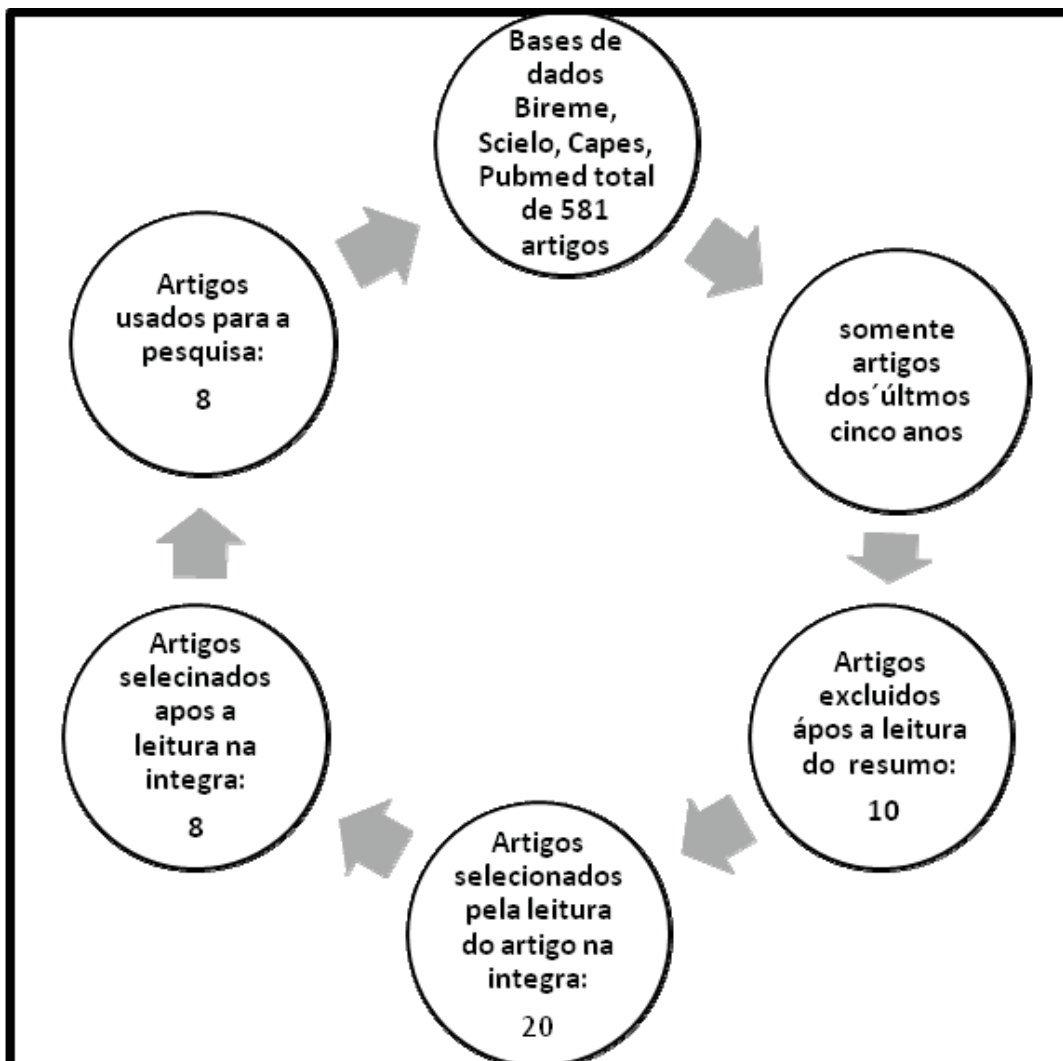 Bases de
dados
Bireme,
Scielo, Capes,
Pubmed total
de 581
artigos
somente
artigos
dos´últmos
cinco anos
Artigos
excluidos
ápos a leitura
do resumo:
10
Artigos
selecionados
pela leitura
do artigo na
integra:
20
Artigos
selecinados
apos a
leitura na
integra:
8
Artigos
usados para a
pesquisa:
8